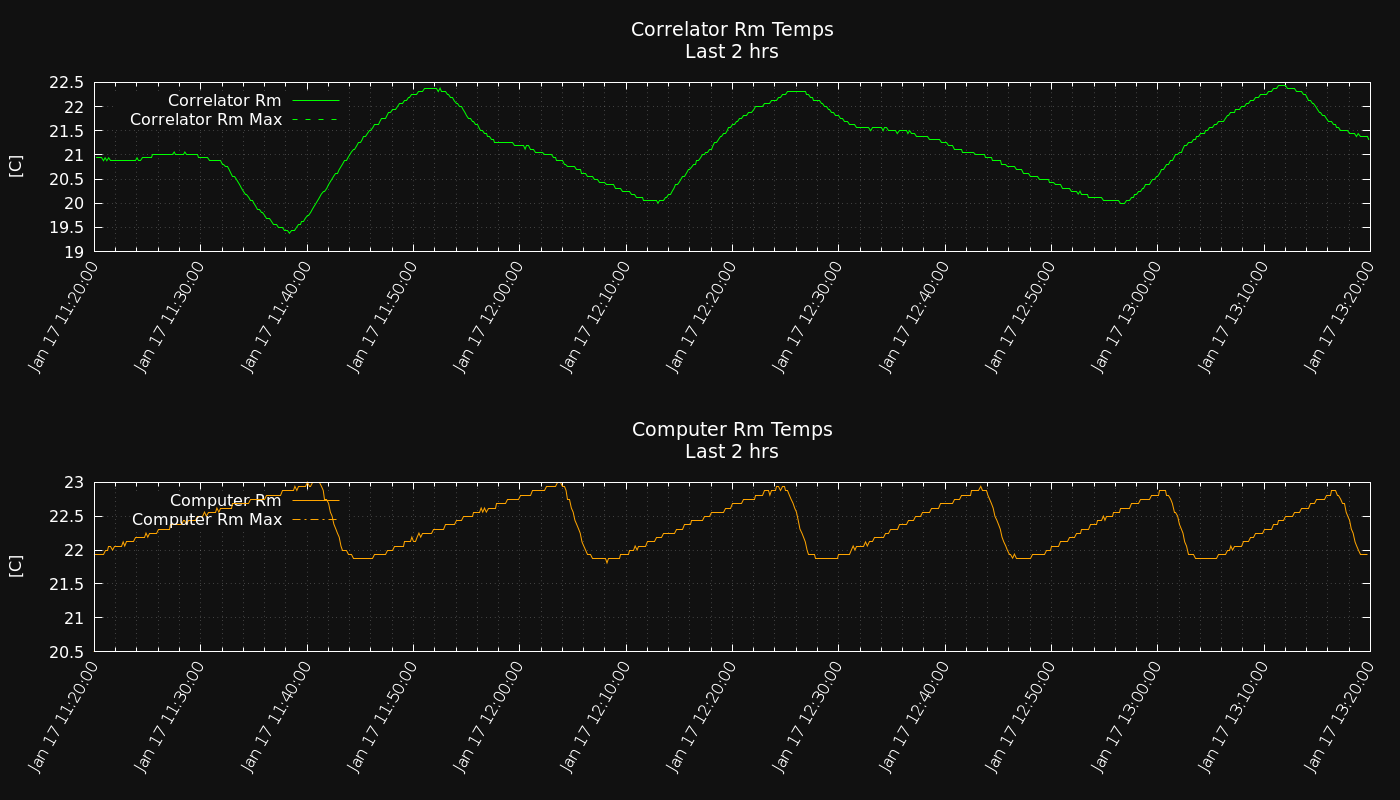 Correlator Rm Temps
Last 2 hrs
22.5
22
21.5
21
20.5
20
19.5
19
[C]
Correlator Rm
Correlator Rm Max
Jan 17 11:20:00
Jan 17 11:30:00
Jan 17 11:40:00
Jan 17 11:50:00
Jan 17 12:00:00
Jan 17 12:10:00
Jan 17 12:20:00
Jan 17 12:30:00
Jan 17 12:40:00
Jan 17 12:50:00
Jan 17 13:00:00
Jan 17 13:10:00
Jan 17 13:20:00
Computer Rm Temps
Last 2 hrs
23
22.5
22
21.5
21
20.5
[C]
Computer Rm
Computer Rm Max
Jan 17 11:20:00
Jan 17 11:30:00
Jan 17 11:40:00
Jan 17 11:50:00
Jan 17 12:00:00
Jan 17 12:10:00
Jan 17 12:20:00
Jan 17 12:30:00
Jan 17 12:40:00
Jan 17 12:50:00
Jan 17 13:00:00
Jan 17 13:10:00
Jan 17 13:20:00